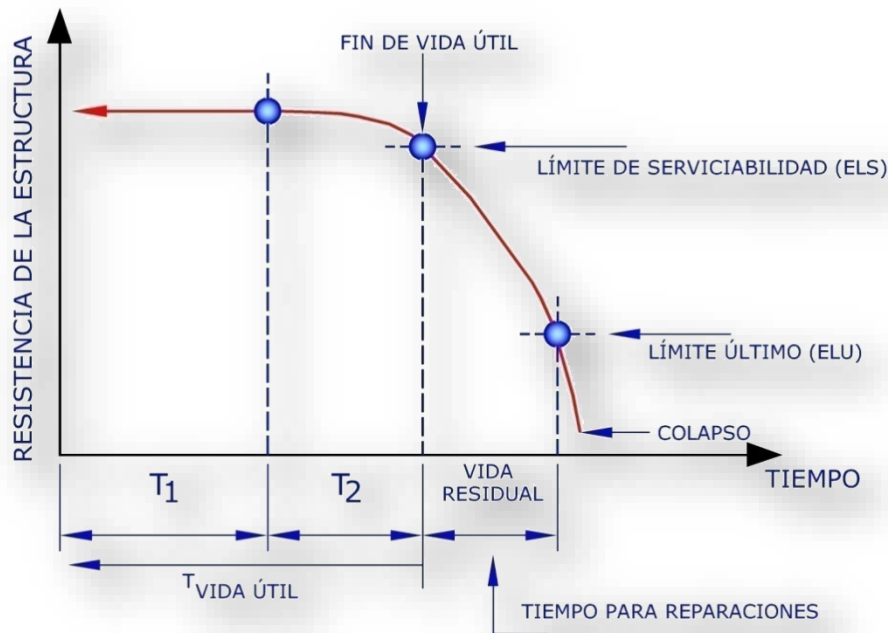 FIN DE VIDA ÚTIL
RESISTENCIA DE LA ESTRUCTURA
LÍMITE DE SERVICIABILIDAD (ELS)
LÍMITE ÚLTIMO (ELU)
COLAPSO
TIEMPO
T1
T2
VIDA
RESIDUAL
TVIDA ÚTIL
TIEMPO PARA REPARACIONES